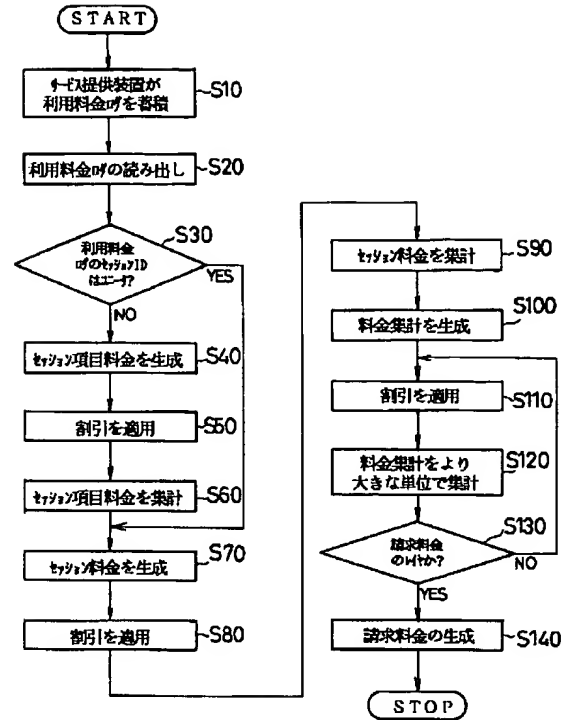 START
ｻｰﾋﾞｽ提供装置が
利用料金ﾛｸﾞを蓄積
S10
利用料金ﾛｸﾞの読み出し
S20
利用料金
ﾛｸﾞのｾｯｼｮﾝID
はﾕﾆｰｸ?
S30
YES
NO
ｾｯｼｮﾝ項目料金を生成
S40
割引を適用
S50
ｾｯｼｮﾝ項目料金を集計
S60
ｾｯｼｮﾝ料金を生成
S70
割引を適用
S80
ｾｯｼｮﾝ料金を集計
S90
料金集計を生成
S100
割引を適用
S110
料金集計をより
大きな単位で集計
S120
請求料金
のﾚｲﾔか?
S130
NO
YES
請求料金の生成
S140
STOP